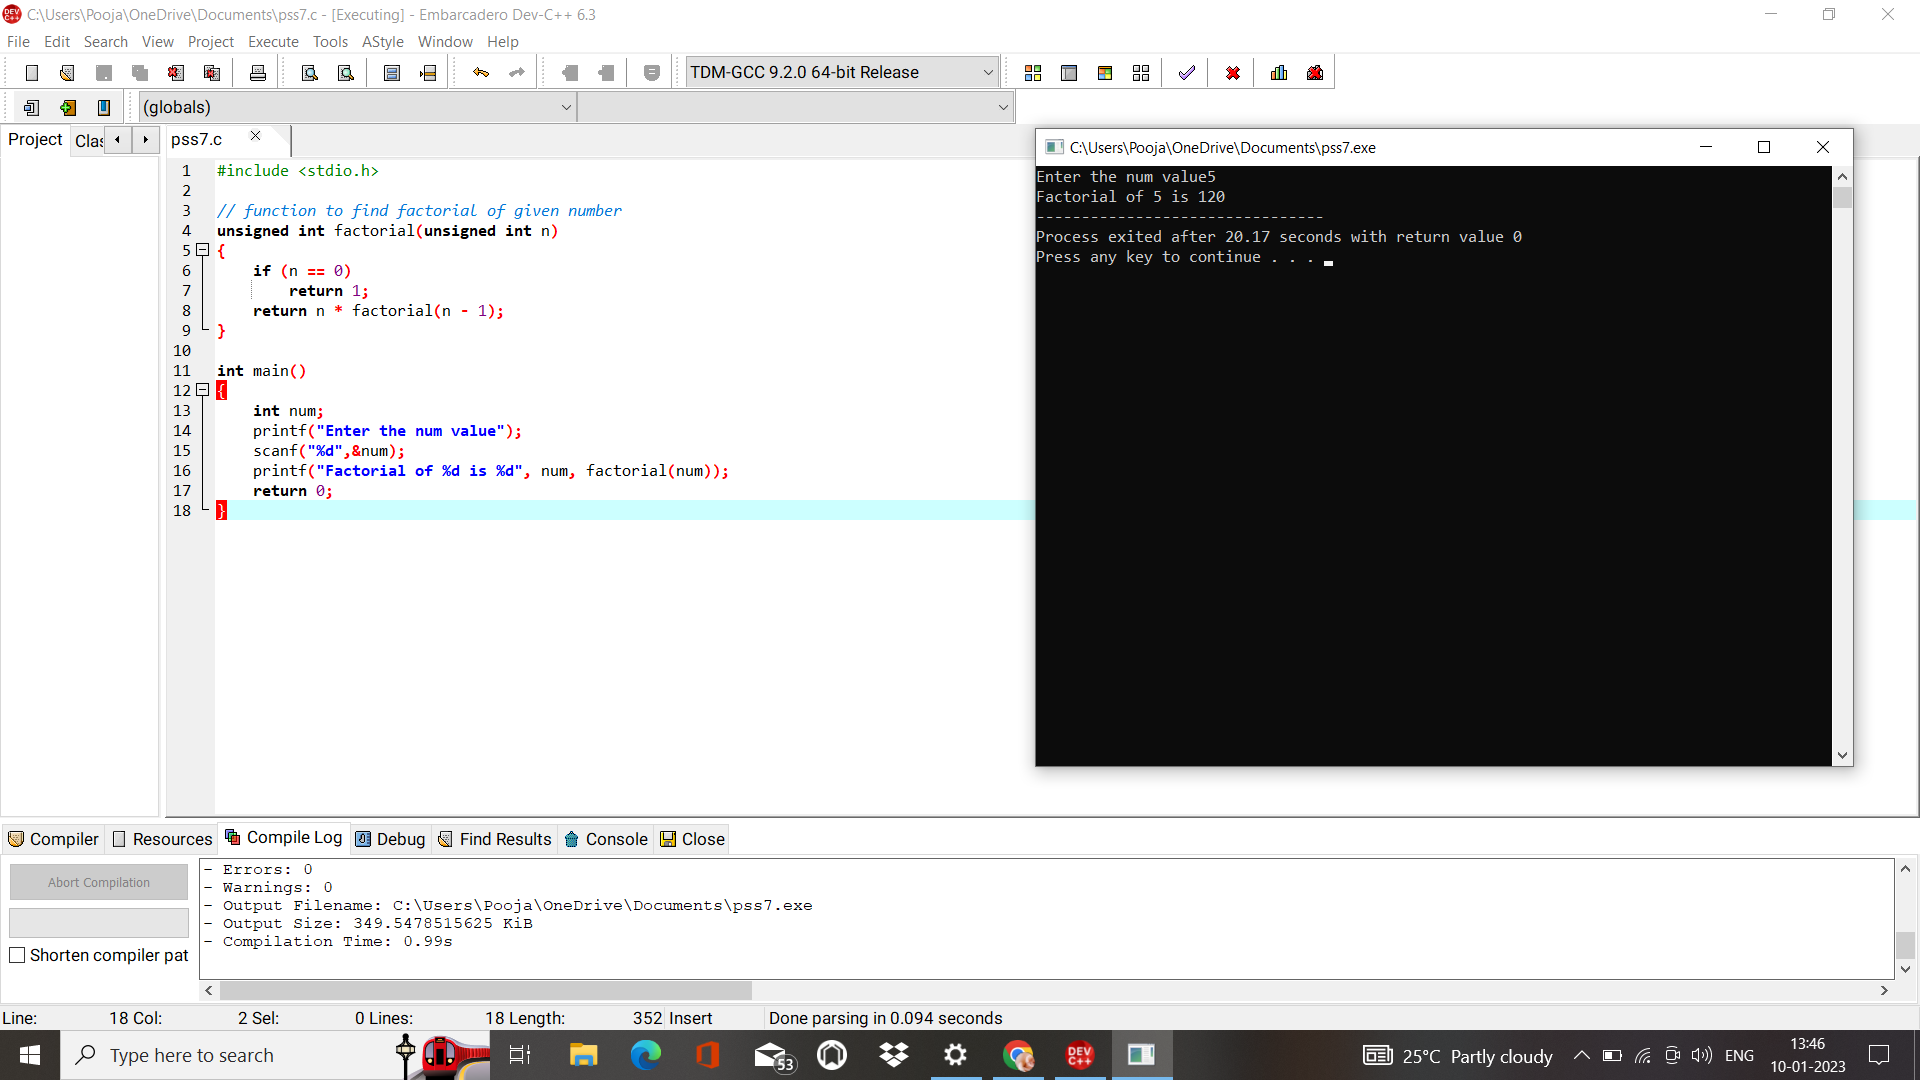 C:\Users\Pooja\OneDrive\Documents\pss7.c - [Executing] - Embarcadero Dev-C++ 6.3
File Edit Search View Project Execute Tools AStyle Window Help
TDM-GCC 9.2.0 64-bit Release
(globals)
Project Clas
pss7.c
1 #include <stdio.h>
2
3 // function to find factorial of given number
4 unsigned int factorial(unsigned int n)
5 {
6 if (n == 0)
7 return 1;
8 return n * factorial(n - 1);
9 }
10
11 int main()
12 {
13 int num;
14 printf("Enter the num value");
15 scanf("%d",&num);
16 printf("Factorial of %d is %d", num, factorial(num));
17 return 0;
18 }
C:\Users\Pooja\OneDrive\Documents\pss7.exe
Enter the num value5
Factorial of 5 is 120
--------------------------------
Process exited after 20.17 seconds with return value 0
Press any key to continue . . .
Compiler Resources Compile Log Debug Find Results Console Close
Abort Compilation
Shorten compiler pat
- Errors: 0
- Warnings: 0
- Output Filename: C:\Users\Pooja\OneDrive\Documents\pss7.exe
- Output Size: 349.5478515625 KiB
- Compilation Time: 0.99s
Line: 18 Col: 2 Sel: 0 Lines: 18 Length: 352 Insert Done parsing in 0.094 seconds
Type here to search
53
DEV C++
25°C Partly cloudy
ENG
13:46
10-01-2023